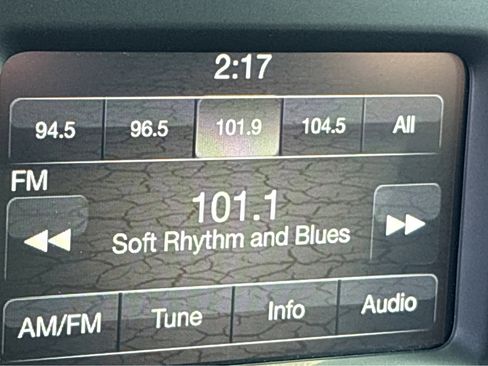 2:17
94.5 96.5 101.9 104.5 All
FM
101.1
Soft Rhythm and Blues
AM/FM Tune Info Audio